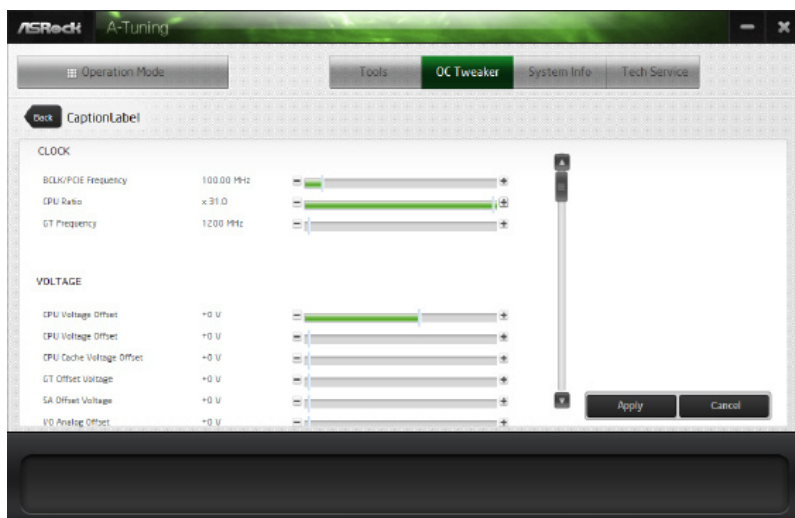 ASRock A-Tuning
Operation Mode Tools OC Tweaker System Info Tech Service
Back CaptionLabel
CLOCK
BCLK/PCIE Frequency 100.00 MHz
CPU Ratio x 31.0
GT Frequency 1200 MHz
VOLTAGE
CPU Voltage Offset +0 V
CPU Voltage Offset +0 V
CPU Cache Voltage Offset +0 V
GT Offset Voltage +0 V
SA Offset Voltage +0 V
I/O Analog Offset +0 V
Apply Cancel